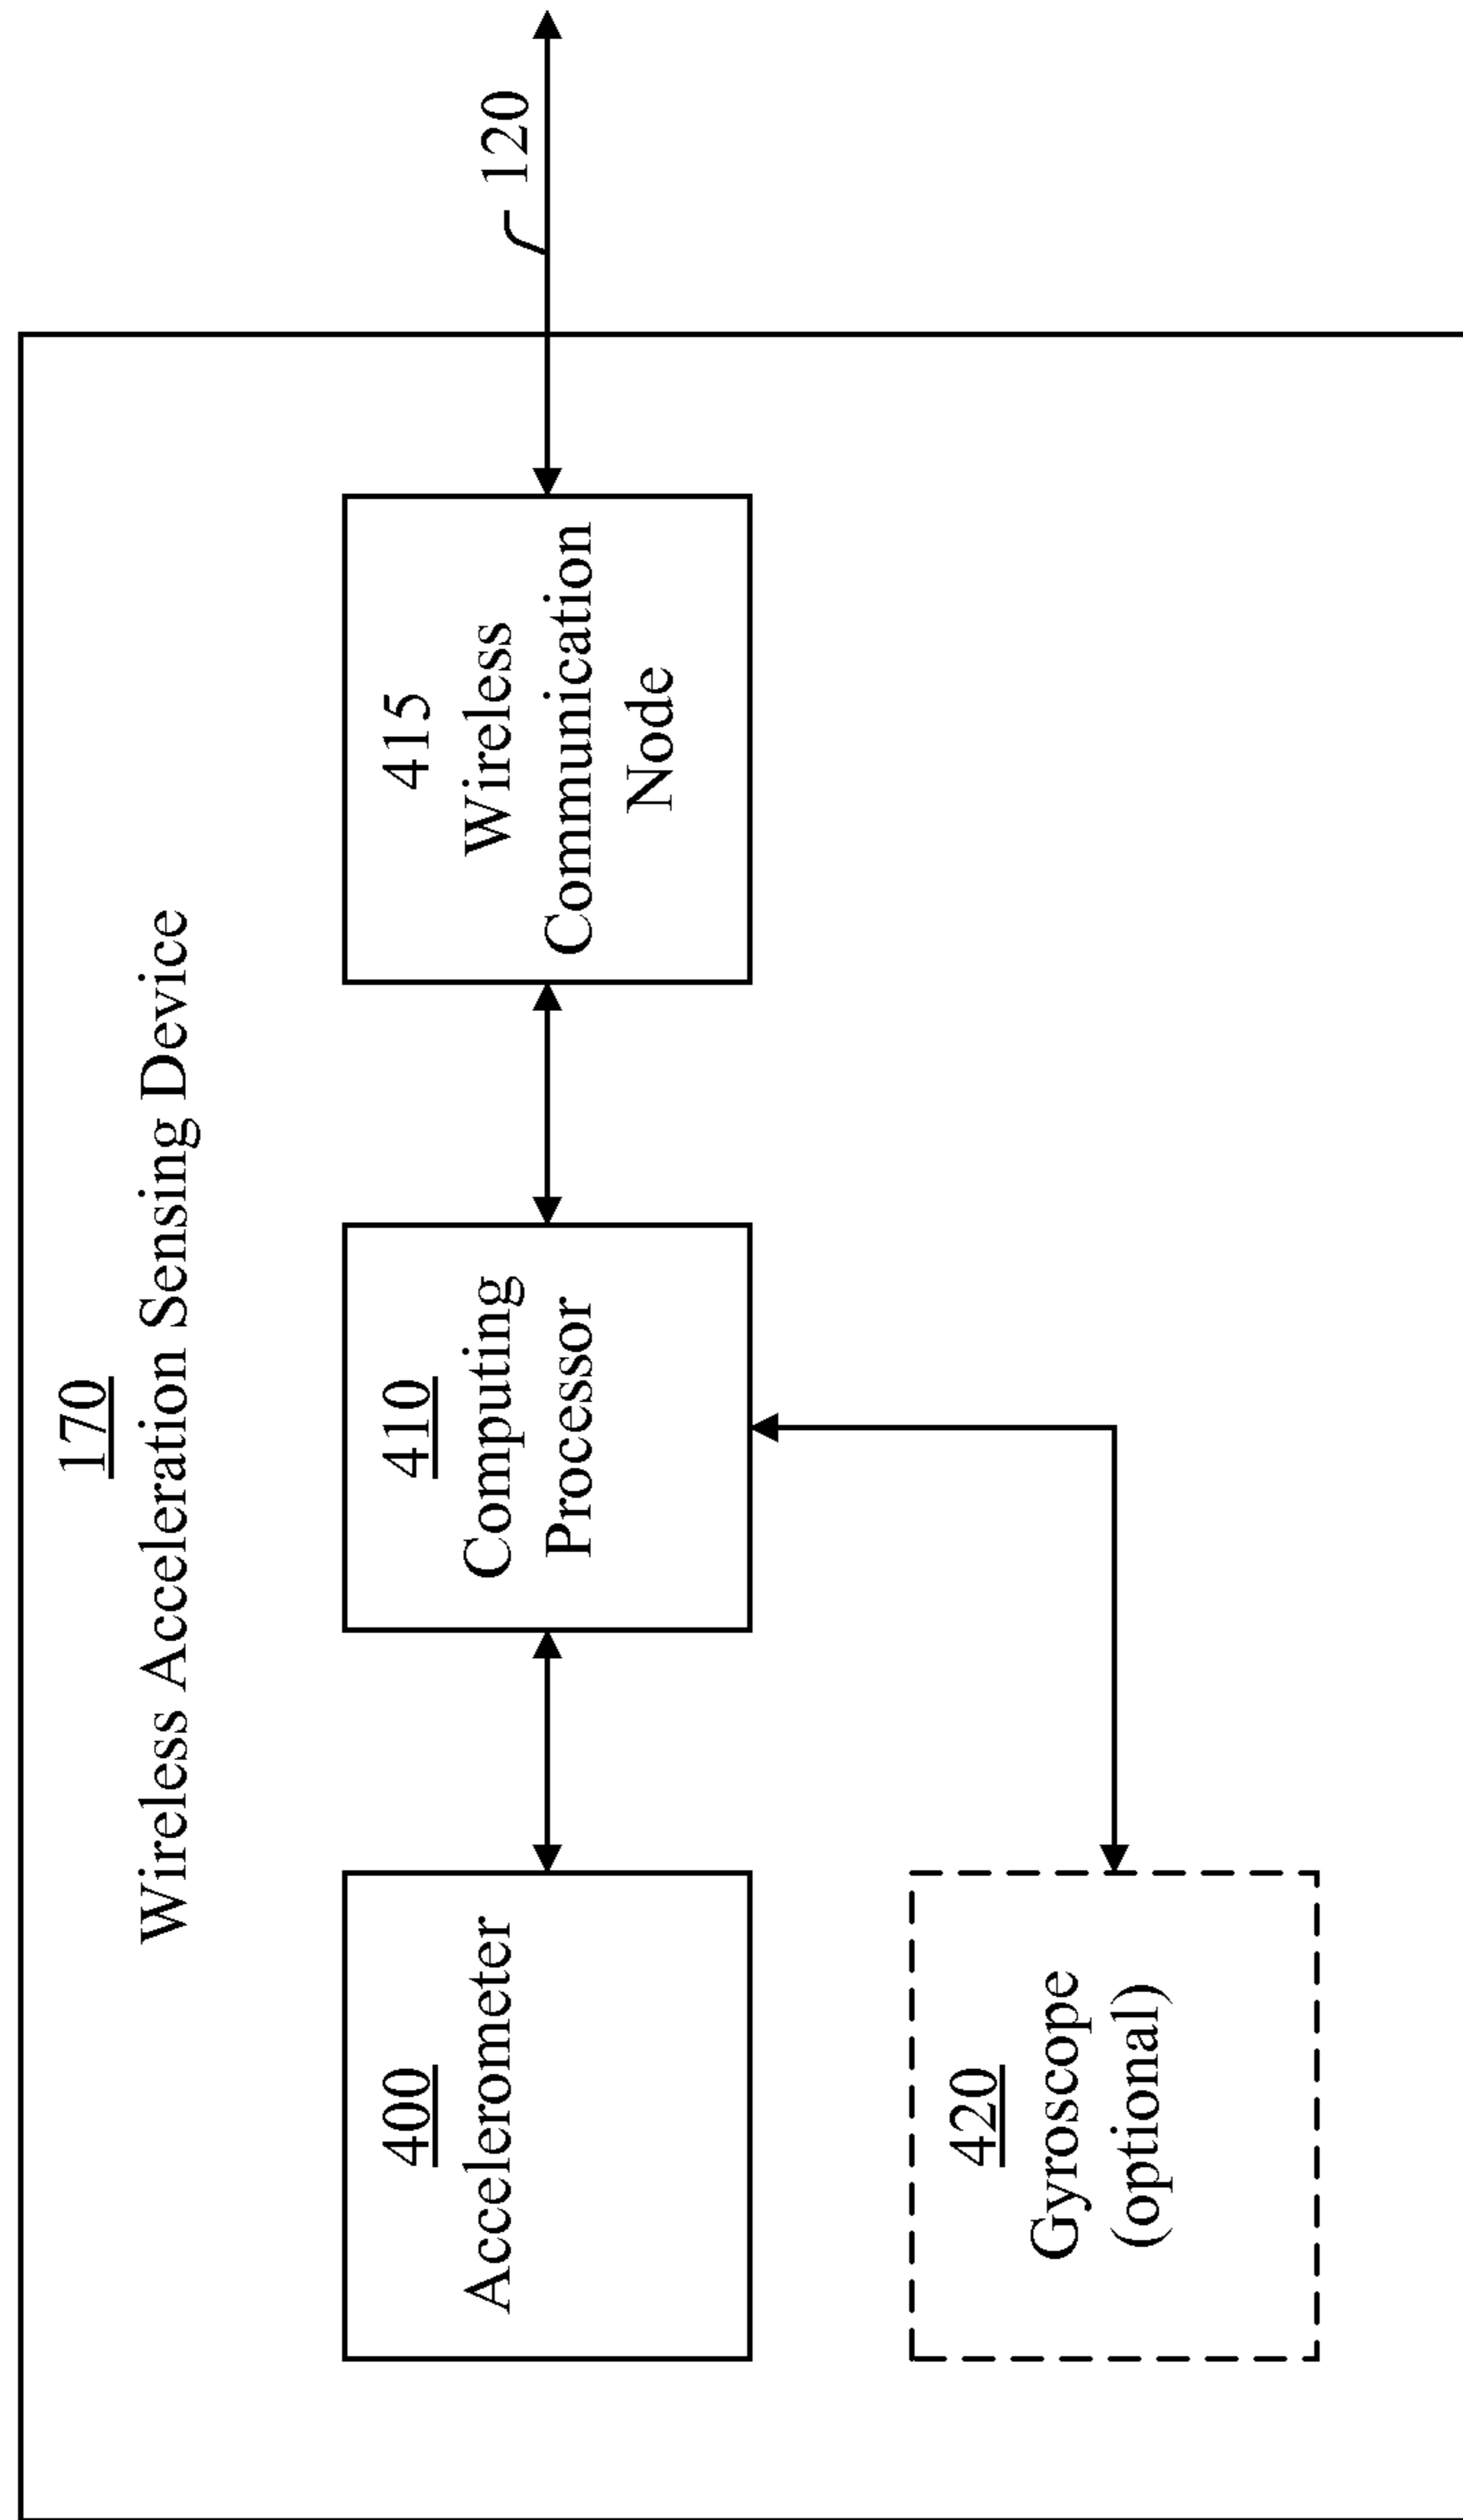 170
Wireless Acceleration Sensing Device
400
Accelerometer
410
Computing
Processor
415
Wireless
Communication
Node
120
420
Gyroscope
(optional)